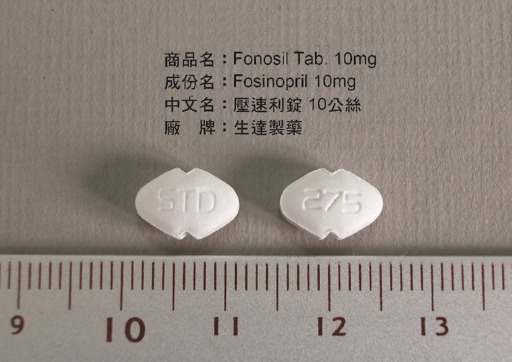 商品名：Fonosil Tab. 10mg
成份名：Fosinopril 10mg
中文名：壓速利錠 10公絲
廠　牌：生達製藥
STD 275
9 10 11 12 13